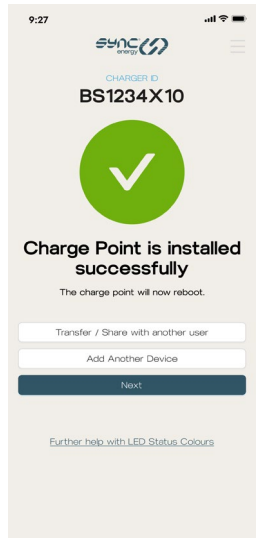 9:27
SYNC
energy
CHARGER ID
BS1234X10
Charge Point is installed
successfully
The charge point will now reboot.
Transfer / Share with another user
Add Another Device
Next
Further help with LED Status Colours